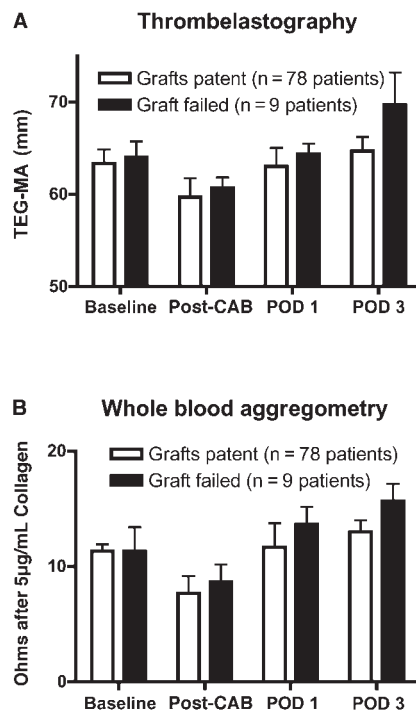 A
Thrombelastography
Grafts patent (n = 78 patients)
Graft failed (n = 9 patients)
TEG-MA (mm)
70
60
50
Baseline Post-CAB POD 1 POD 3
B
Whole blood aggregometry
Grafts patent (n = 78 patients)
Graft failed (n = 9 patients)
Ohms after 5µg/mL Collagen
20
10
0
Baseline Post-CAB POD 1 POD 3